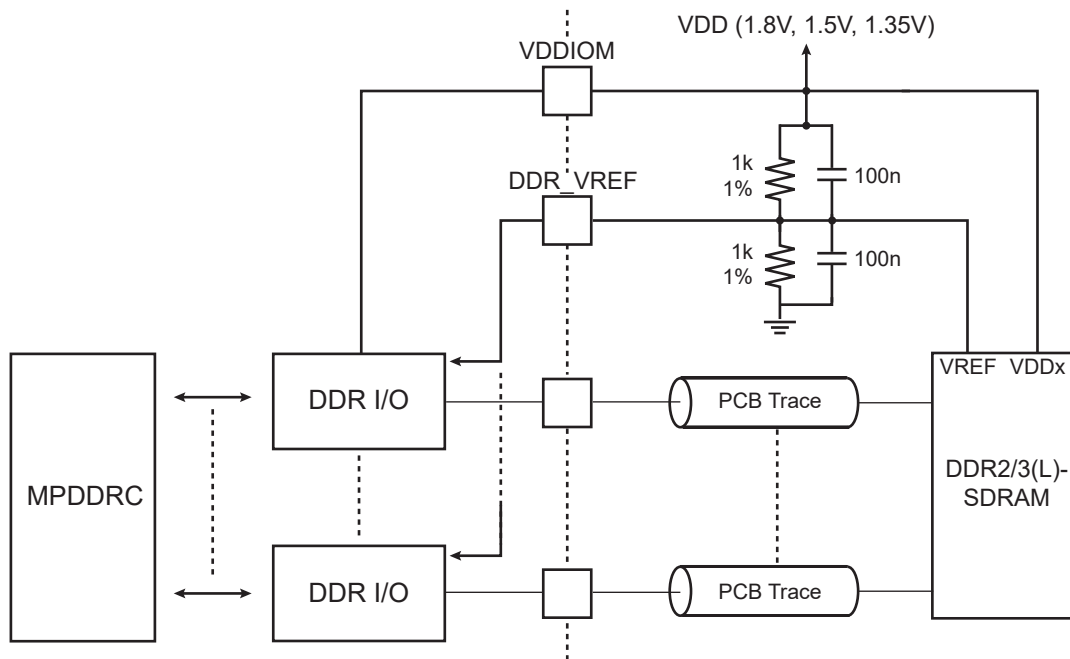 VDD (1.8V, 1.5V, 1.35V)
VDDIOM
1k
1%
100n
DDR_VREF
1k
1%
100n
VREF VDDx
DDR I/O
PCB Trace
MPDDRC
DDR2/3(L)-
SDRAM
DDR I/O
PCB Trace